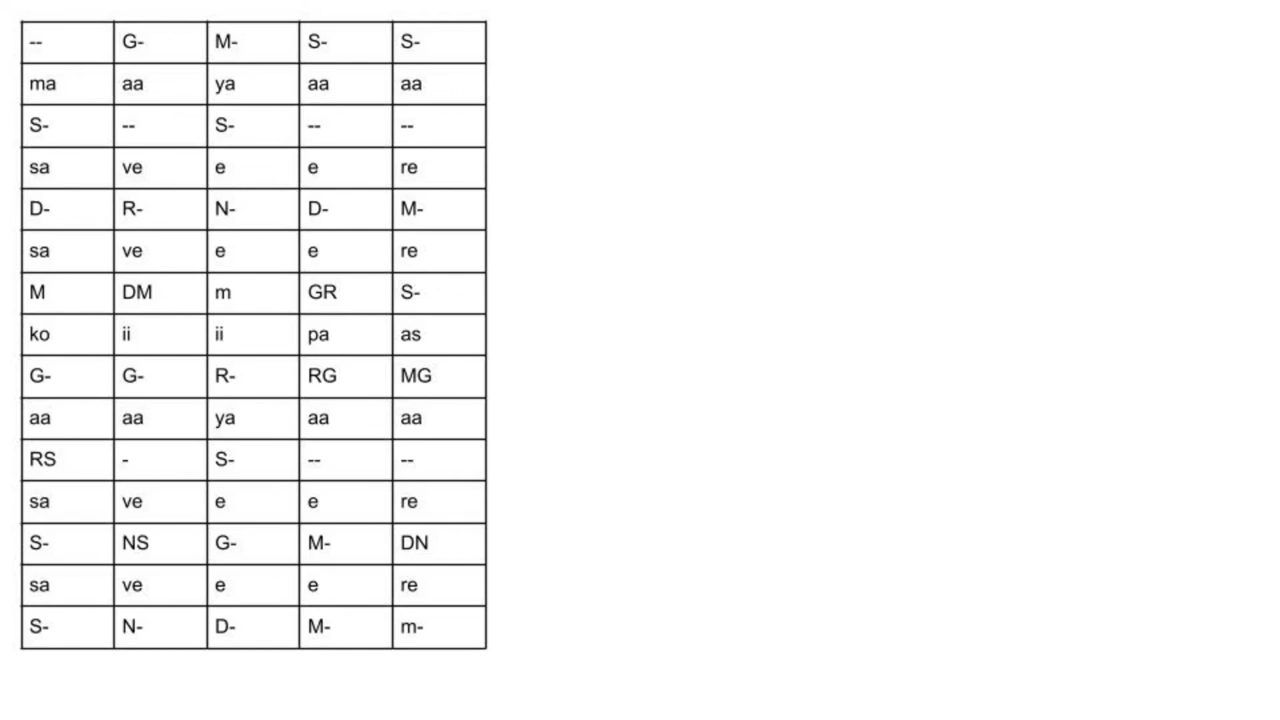 -- G- M- S- S-
ma aa ya aa aa
S- -- S- -- --
sa ve e e re
D- R- N- D- M-
sa ve e e re
M DM m GR S-
ko ii ii pa as
G- G- R- RG MG
aa aa ya aa aa
RS - S- -- --
sa ve e e re
S- NS G- M- DN
sa ve e e re
S- N- D- M- m-